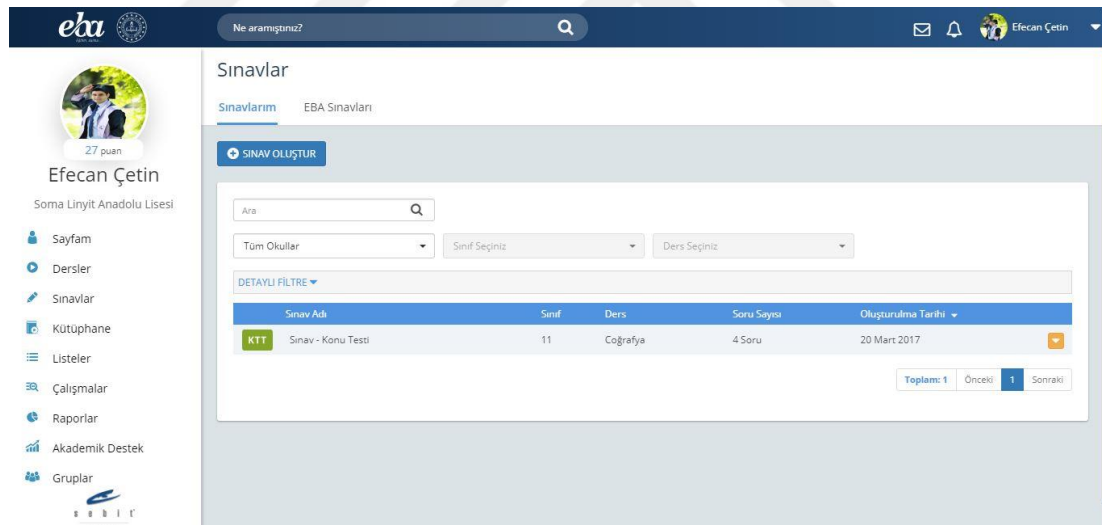 eba
Ne aramıştınız?
Efecan Çetin
27 puan
Efecan Çetin
Soma Linyit Anadolu Lisesi
Sayfam
Dersler
Sınavlar
Kütüphane
Listeler
Çalışmalar
Raporlar
Akademik Destek
Gruplar
sebit
Sınavlar
Sınavlarım EBA Sınavları
SINAV OLUŞTUR
Ara
Tüm Okullar Sınıf Seçiniz Ders Seçiniz
DETAYLI FİLTRE
Sınav Adı Sınıf Ders Soru Sayısı Oluşturulma Tarihi
KTT Sınav - Konu Testi 11 Coğrafya 4 Soru 20 Mart 2017
Toplam: 1 Önceki 1 Sonraki